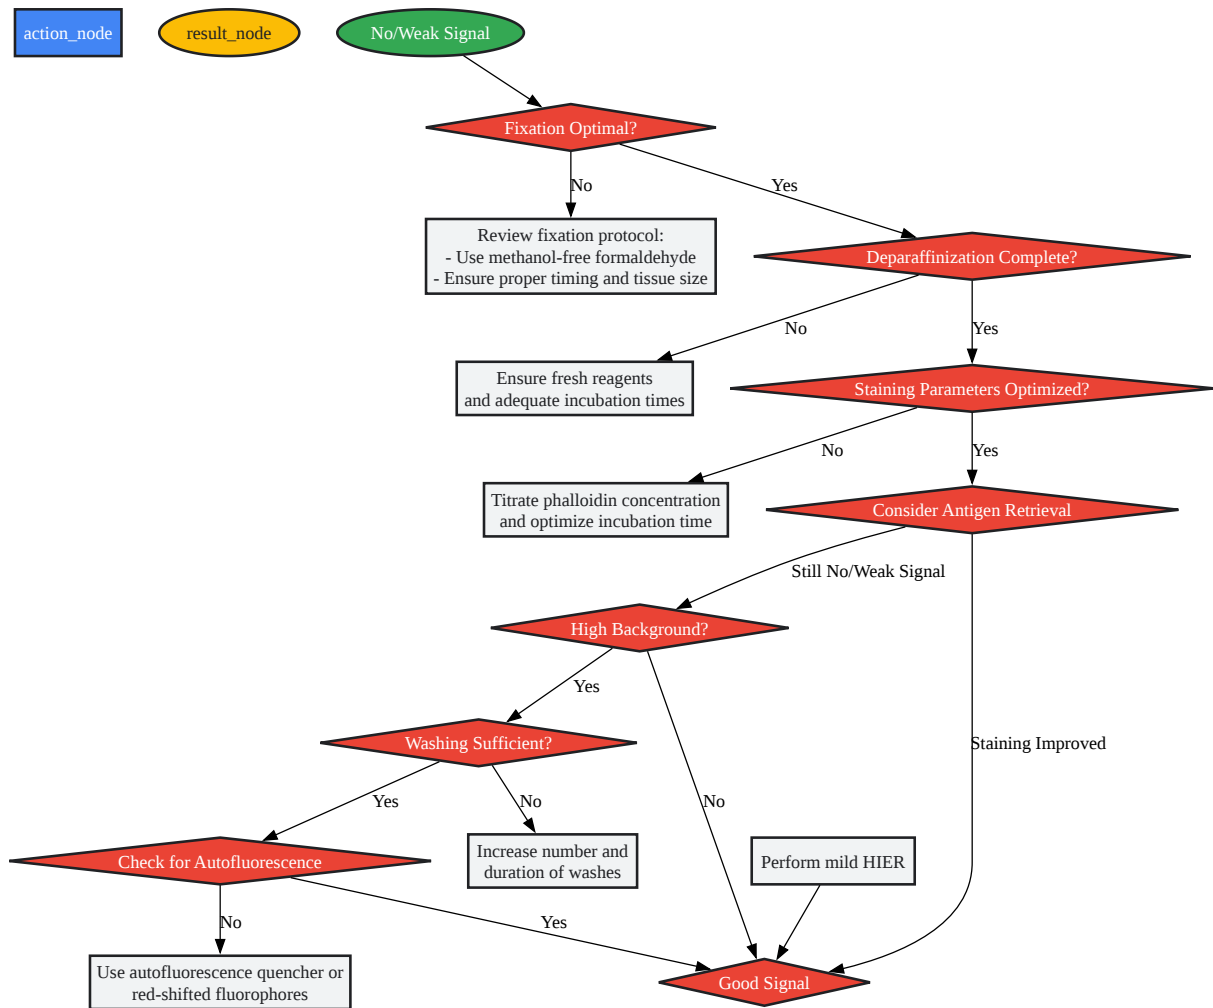 action_node
result_node
No/Weak Signal
Fixation Optimal?
No
Yes
Review fixation protocol:
- Use methanol-free formaldehyde
- Ensure proper timing and tissue size
Deparaffinization Complete?
No
Yes
Ensure fresh reagents
and adequate incubation times
Staining Parameters Optimized?
No
Yes
Titrate phalloidin concentration
and optimize incubation time
Consider Antigen Retrieval
Still No/Weak Signal
High Background?
Yes
Washing Sufficient?
Staining Improved
Yes
No
No
Increase number and
duration of washes
Check for Autofluorescence
Perform mild HIER
No
Yes
Use autofluorescence quencher or
red-shifted fluorophores
Good Signal